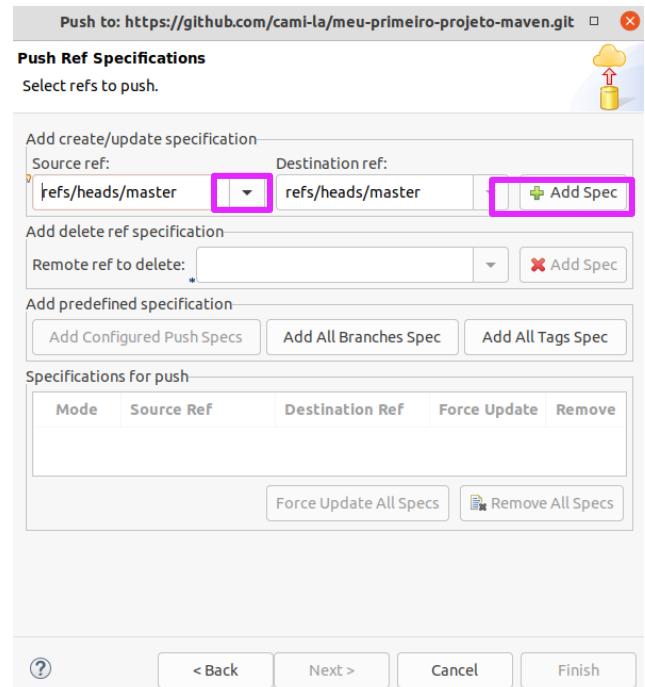 Push to: https://github.com/cami-la/meu-primeiro-projeto-maven.git
Push Ref Specifications
Select refs to push.
Add create/update specification
Source ref: Destination ref:
refs/heads/master refs/heads/master Add Spec
Add delete ref specification
Remote ref to delete: Add Spec
Add predefined specification
Add Configured Push Specs Add All Branches Spec Add All Tags Spec
Specifications for push
Mode Source Ref Destination Ref Force Update Remove
Force Update All Specs Remove All Specs
? < Back Next > Cancel Finish